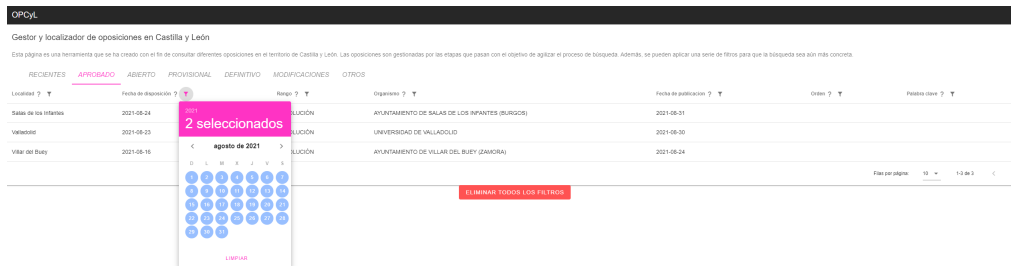 OPCyL
Gestor y localizador de oposiciones en Castilla y León
Esta página es una herramienta que se ha creado con el fin de consultar diferentes oposiciones en el territorio de Castilla y León. Las oposiciones son gestionadas por las etapas que pasan con el objetivo de agilizar el proceso de búsqueda. Además, se pueden aplicar una serie de filtros para que la búsqueda sea aún más concreta.
RECIENTES APROBADO ABIERTO PROVISIONAL DEFINITIVO MODIFICACIONES OTROS
Localidad ? Fecha de disposición ? Rango ? Organismo ? Fecha de publicacion ? Orden ? Palabra clave ?
Salas de los Infantes 2021-08-24 OLUCIÓN AYUNTAMIENTO DE SALAS DE LOS INFANTES (BURGOS) 2021-08-31
Valladolid 2021-08-23 OLUCIÓN UNIVERSIDAD DE VALLADOLID 2021-08-30
Villar del Buey 2021-08-16 OLUCIÓN AYUNTAMIENTO DE VILLAR DEL BUEY (ZAMORA) 2021-08-24
2021
2 seleccionados
< agosto de 2021 >
D L M X J V S
1 2 3 4 5 6 7
8 9 10 11 12 13 14
15 16 17 18 19 20 21
22 23 24 25 26 27 28
29 30 31
LIMPIAR
Filas por página: 10 1-3 de 3 <
ELIMINAR TODOS LOS FILTROS